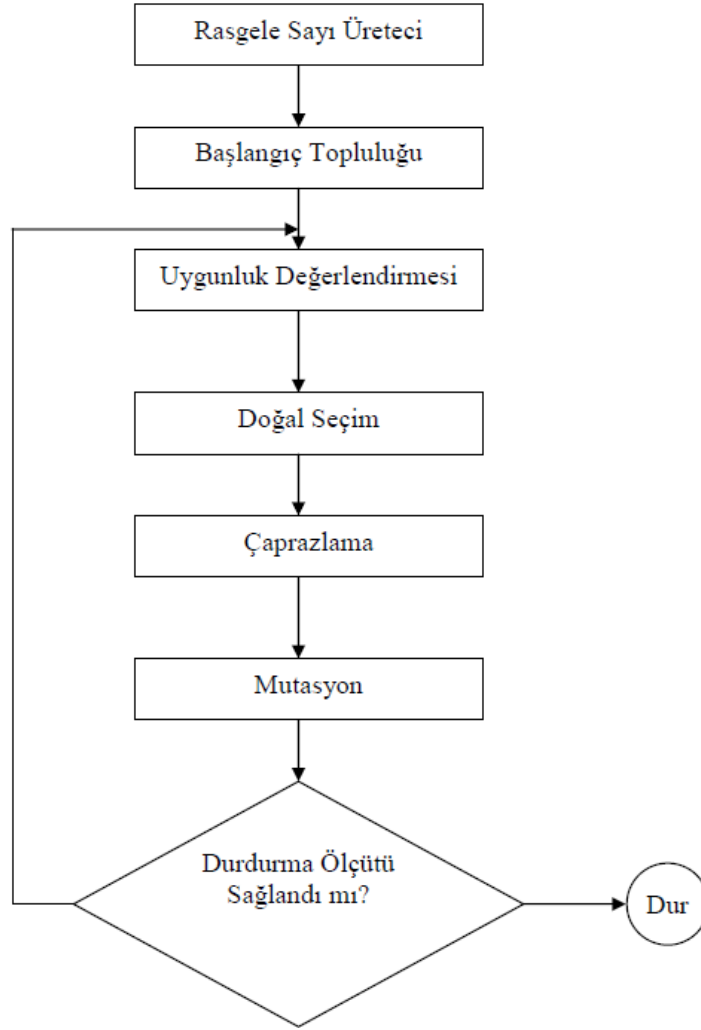 Rasgele Sayı Üreteci
Başlangıç Topluluğu
Uygunluk Değerlendirmesi
Doğal Seçim
Çaprazlama
Mutasyon
Durdurma Ölçütü
Sağlandı mı?
Dur